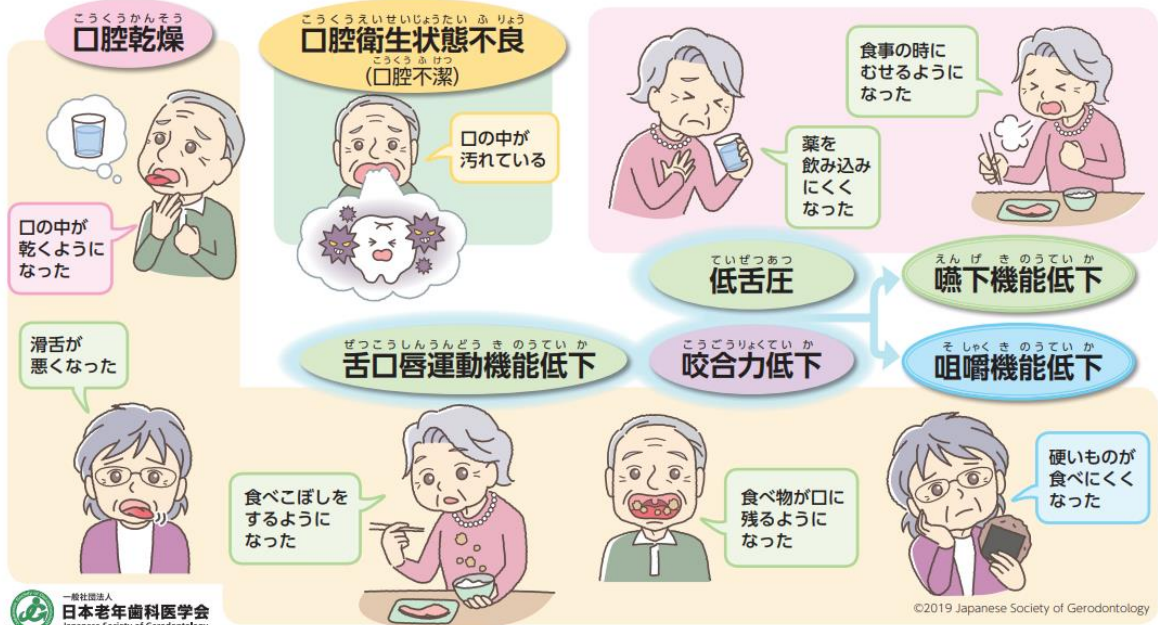 こうくうかんそう
口腔乾燥
こうくうえいせいじょうたいふりょう
口腔衛生状態不良
こうくうふけつ
(口腔不潔)
口の中が
乾くように
なった
口の中が
汚れている
薬を
飲み込み
にくく
なった
食事の時に
むせるように
なった
ていぜつあつ
低舌圧
えんげきのうていか
嚥下機能低下
ぜつこうしんうんどうきのうていか
舌口唇運動機能低下
こうごうりょくていか
咬合力低下
そしゃくきのうていか
咀嚼機能低下
滑舌が
悪くなった
食べこぼしを
するように
なった
食べ物が口に
残るように
なった
硬いものが
食べにくく
なった
一般社団法人
日本老年歯科医学会
Japanese Society of Gerodontology
©2019 Japanese Society of Gerodontology